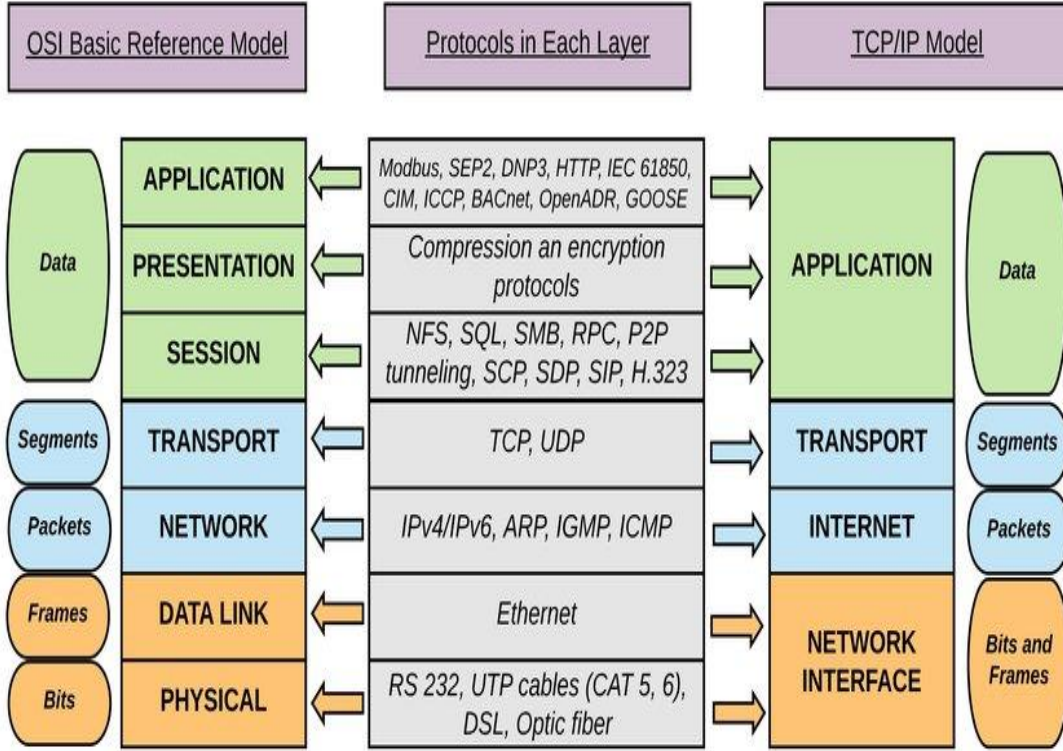 OSI Basic Reference Model
Protocols in Each Layer
TCP/IP Model
Data
APPLICATION
Modbus, SEP2, DNP3, HTTP, IEC 61850,
CIM, ICCP, BACnet, OpenADR, GOOSE
PRESENTATION
Compression an encryption
protocols
SESSION
NFS, SQL, SMB, RPC, P2P
tunneling, SCP, SDP, SIP, H.323
APPLICATION
Data
Segments
TRANSPORT
TCP, UDP
TRANSPORT
Segments
Packets
NETWORK
IPv4/IPv6, ARP, IGMP, ICMP
INTERNET
Packets
Frames
DATA LINK
Ethernet
Bits
PHYSICAL
RS 232, UTP cables (CAT 5, 6),
DSL, Optic fiber
NETWORK
INTERFACE
Bits and
Frames